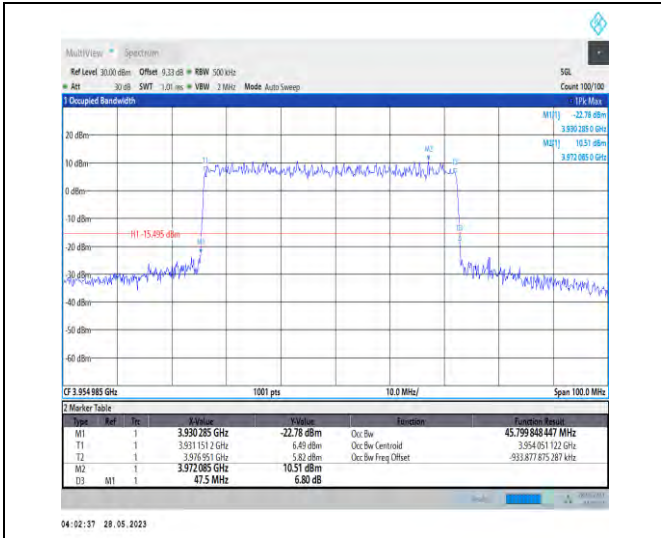 MultiView Spectrum
Ref Level 30.00 dBm Offset 9.33 dB RBW 500 kHz SGL
Att 30 dB SWT 1.01 ms VBW 2 MHz Mode Auto Sweep Count 100/100
1 Occupied Bandwidth 1Pk Max
M1[1] -22.78 dBm
3.930 285 0 GHz
20 dBm
M2[1] 10.51 dBm
M2
3.972 085 0 GHz
10 dBm
T1
T2
0 dBm
-10 dBm
H1 -15.495 dBm
D3
M1
-30 dBm
-40 dBm
-50 dBm
-60 dBm
CF 3.954 985 GHz 1001 pts 10.0 MHz/ Span 100.0 MHz
2 Marker Table
Type Ref Trc X-Value Y-Value Function Function Result
M1 1 3.930 285 GHz -22.78 dBm Occ Bw 45.799 848 447 MHz
T1 1 3.931 151 2 GHz 6.49 dBm Occ Bw Centroid 3.954 051 122 GHz
T2 1 3.976 951 GHz 5.82 dBm Occ Bw Freq Offset -933.877 875 287 kHz
M2 1 3.972 085 GHz 10.51 dBm
D3 M1 1 47.5 MHz 6.80 dB
04:02:37 28.05.2023